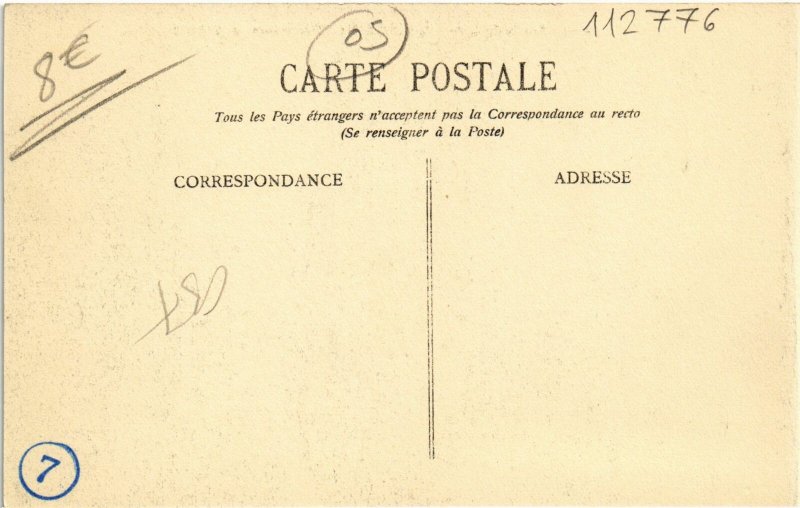 8€
05
112776
CARTE POSTALE
Tous les Pays étrangers n'acceptent pas la Correspondance au recto
(Se renseigner à la Poste)
CORRESPONDANCE
ADRESSE
7